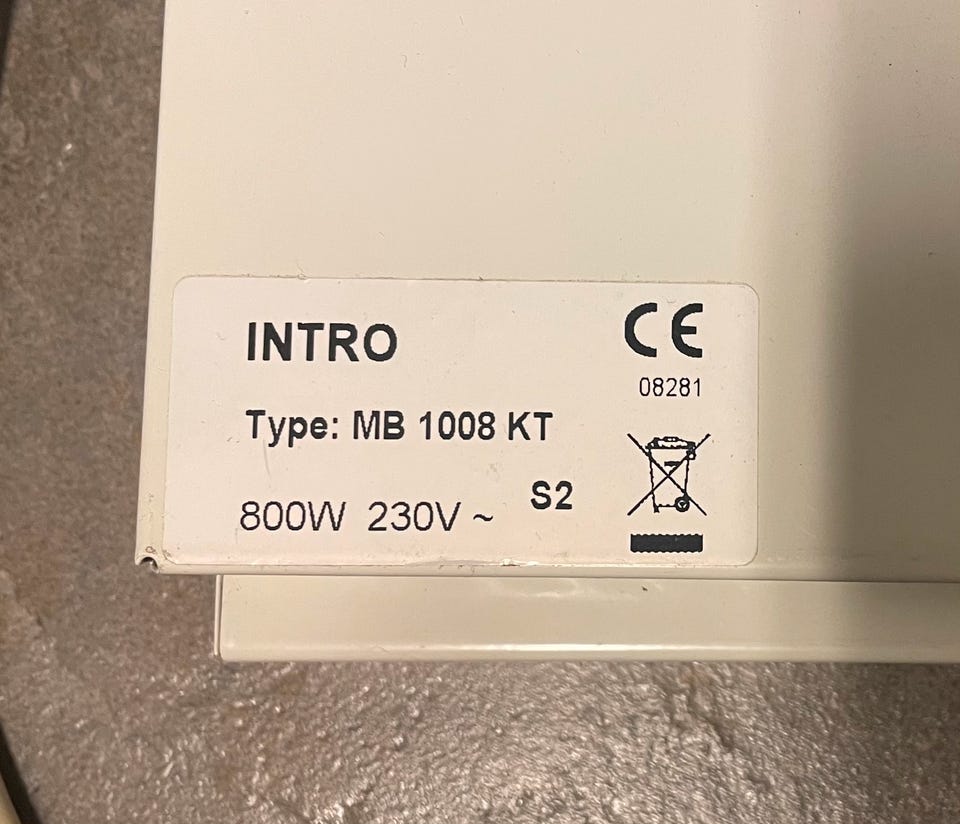 INTRO
CE
08281
Type: MB 1008 KT
S2
800W 230V ~